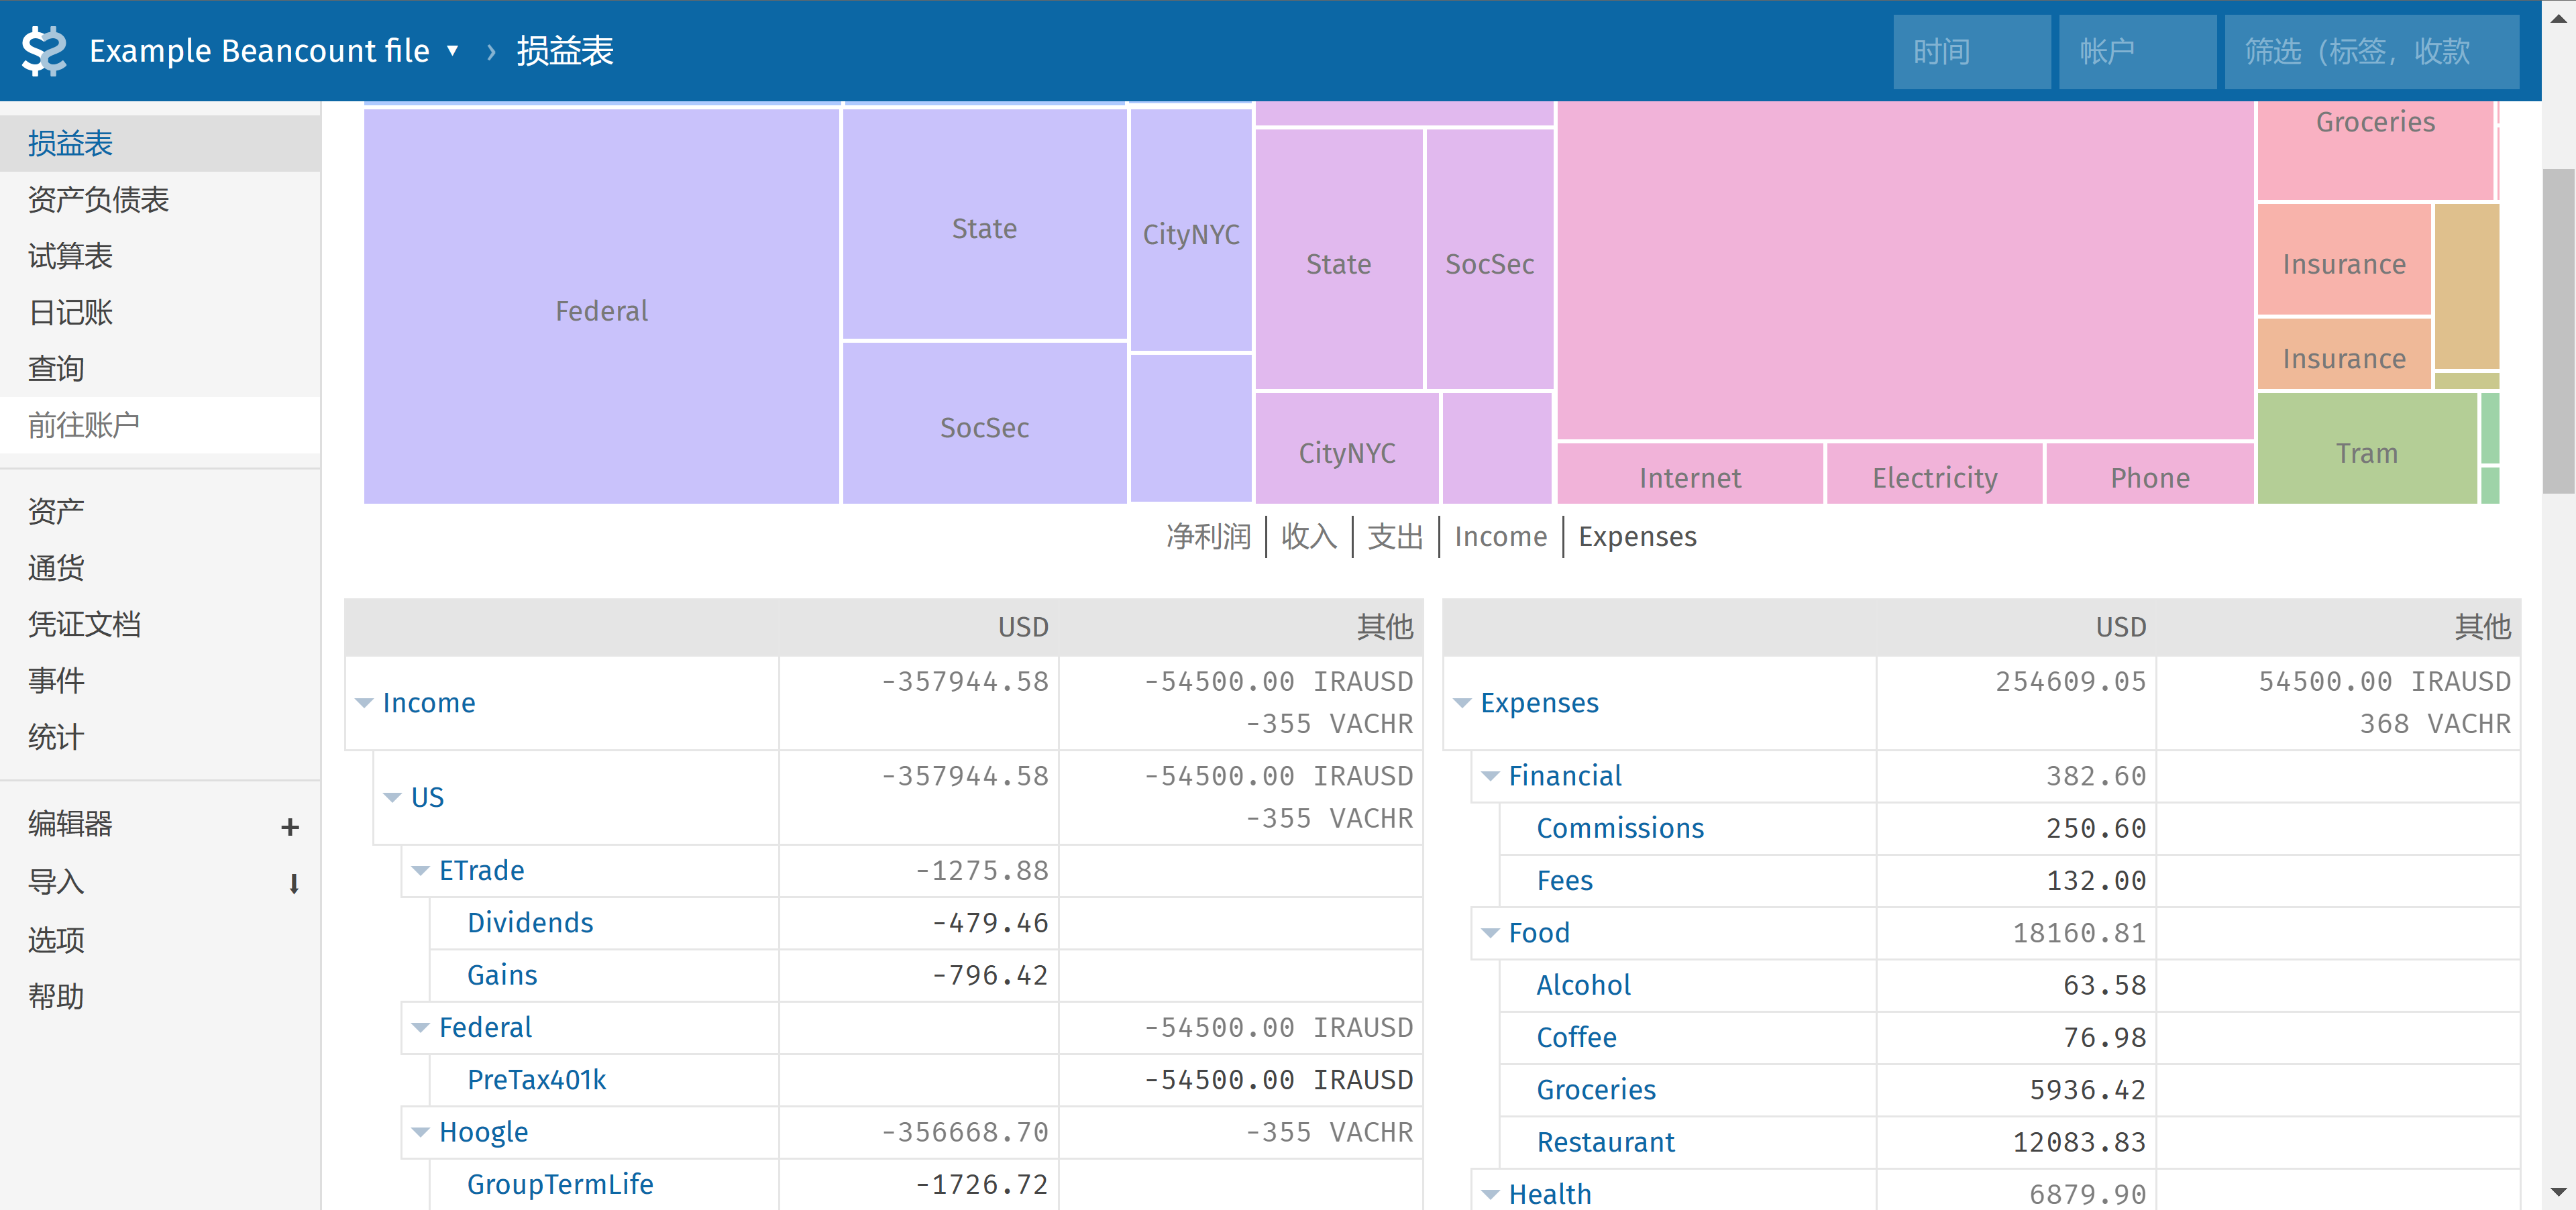 Example Beancount file ▾ › 损益表
时间
帐户
筛选（标签，收款
损益表
资产负债表
试算表
日记账
查询
前往账户
资产
通货
凭证文档
事件
统计
编辑器 +
导入 ⭳
选项
帮助
Federal
State
SocSec
CityNYC
State
SocSec
CityNYC
Internet
Electricity
Phone
Groceries
Insurance
Insurance
Tram
净利润 收入 支出 Income Expenses
USD 其他
Income -357944.58 -54500.00 IRAUSD
-355 VACHR
US -357944.58 -54500.00 IRAUSD
-355 VACHR
ETrade -1275.88
Dividends -479.46
Gains -796.42
Federal -54500.00 IRAUSD
PreTax401k -54500.00 IRAUSD
Hoogle -356668.70 -355 VACHR
GroupTermLife -1726.72
USD 其他
Expenses 254609.05 54500.00 IRAUSD
368 VACHR
Financial 382.60
Commissions 250.60
Fees 132.00
Food 18160.81
Alcohol 63.58
Coffee 76.98
Groceries 5936.42
Restaurant 12083.83
Health 6879.90